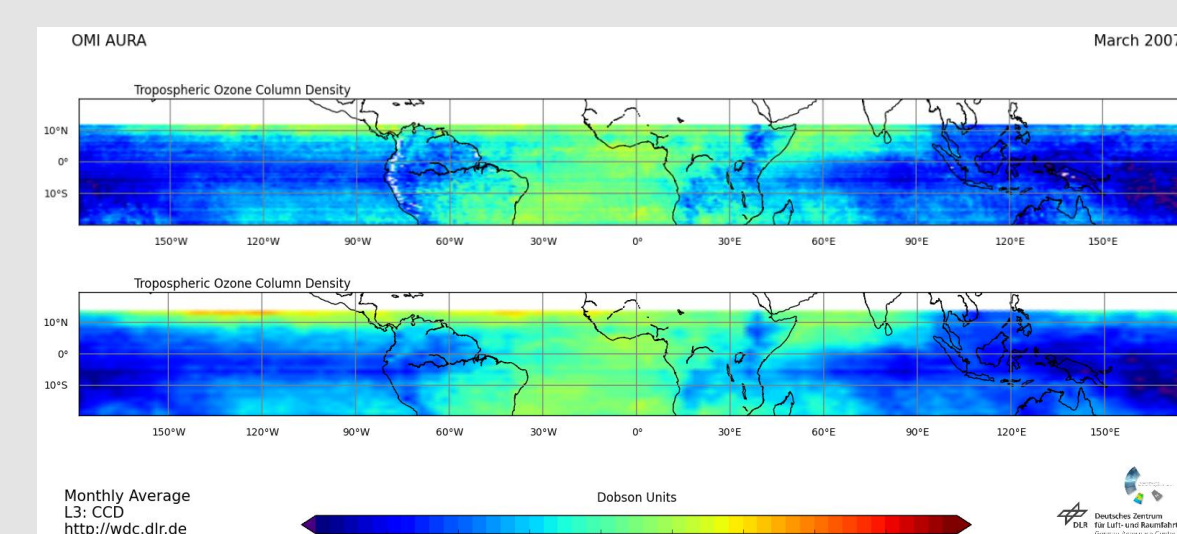 OMI AURA
March 2007
Tropospheric Ozone Column Density
10°N
0°
10°S
150°W 120°W 90°W 60°W 30°W 0° 30°E 60°E 90°E 120°E 150°E
Tropospheric Ozone Column Density
10°N
0°
10°S
150°W 120°W 90°W 60°W 30°W 0° 30°E 60°E 90°E 120°E 150°E
Monthly Average
L3: CCD
http://wdc.dlr.de
Dobson Units
DLR
Deutsches Zentrum
für Luft- und Raumfahrt